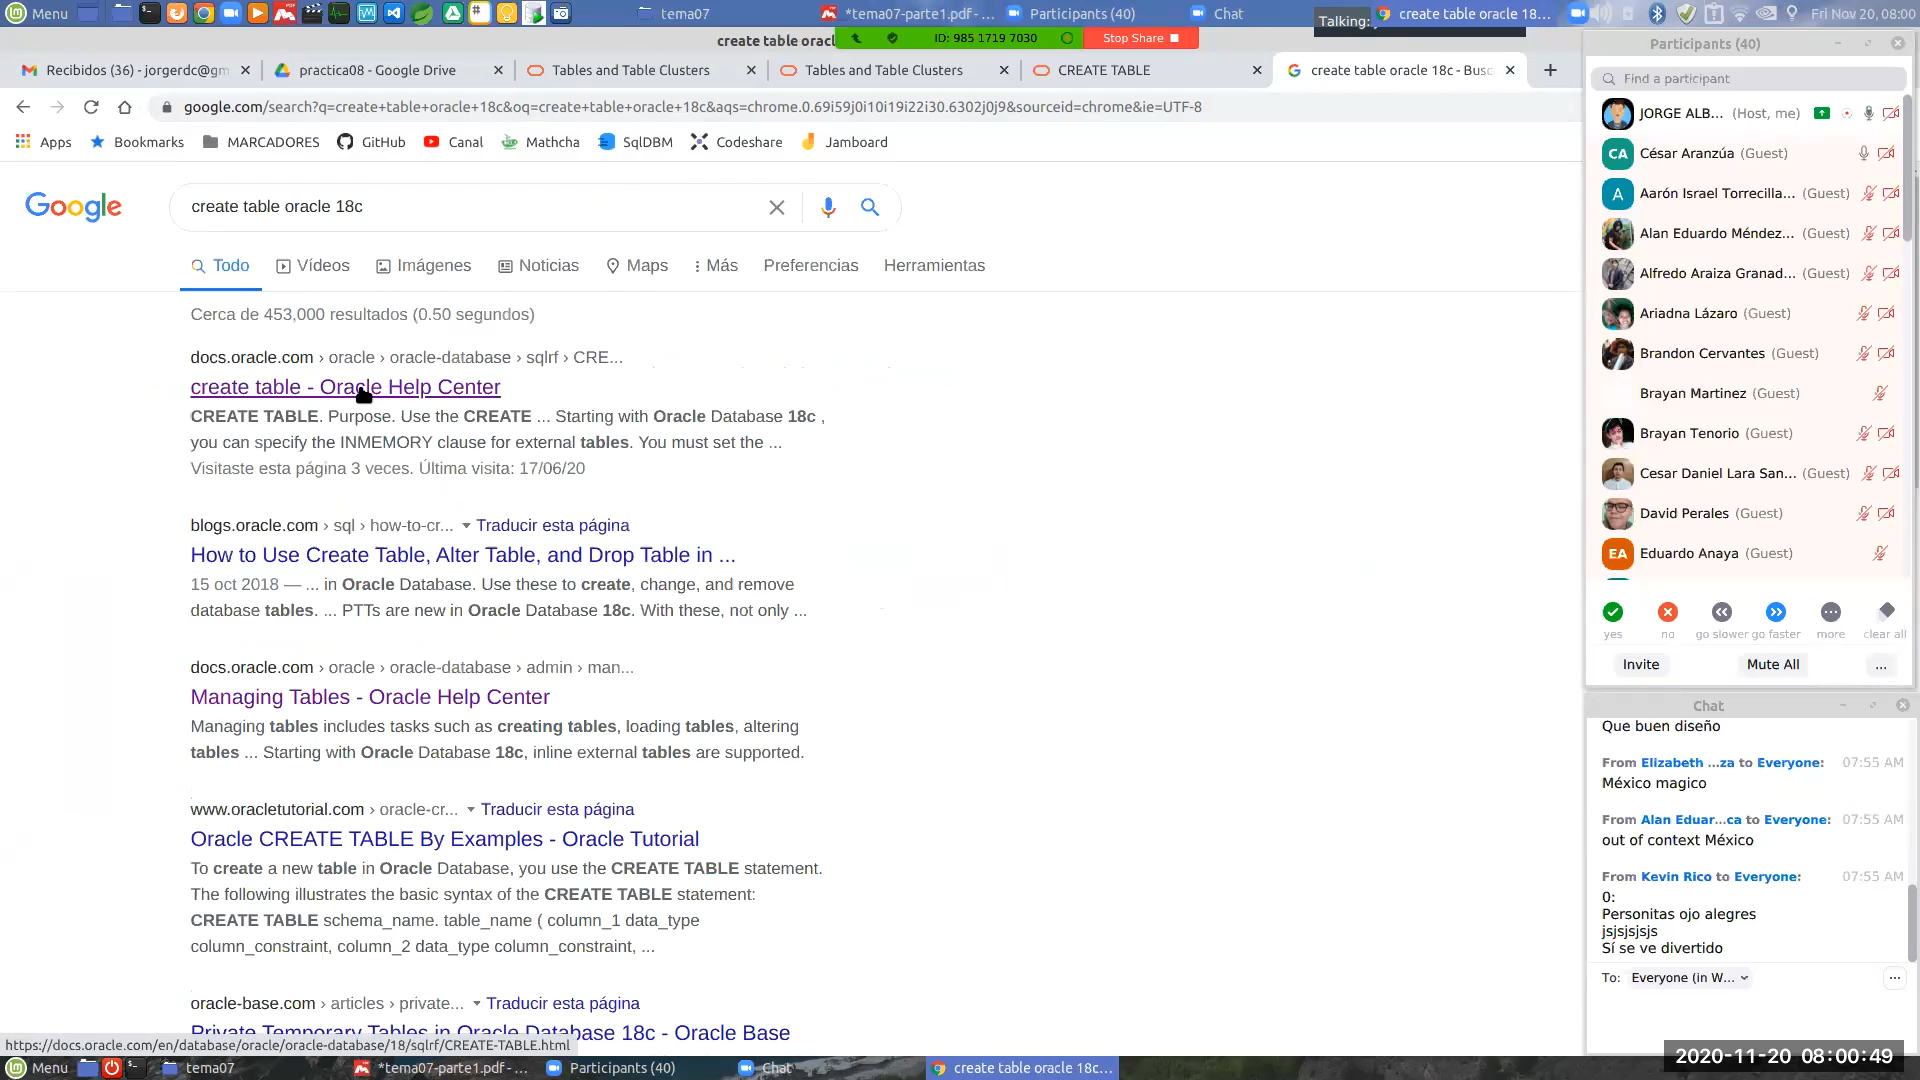 Menu
tema07
*tema07-parte1.pdf-...
Participants (40)
Chat
Talking:
create table oracle 18...
Fri Nov 20, 08:00
create table oracl
ID: 985 1719 7030
Stop Share
Recibidos (36) - jorgerdc@gm
practica08 - Google Drive
Tables and Table Clusters
Tables and Table Clusters
CREATE TABLE
create table oracle 18c - Busc
google.com/search?q=create+table+oracle+18c&oq=create+table+oracle+18c&aqs=chrome.0.69i59j0i10i19i22i30.6302j0j9&sourceid=chrome&ie=UTF-8
Apps
Bookmarks
MARCADORES
GitHub
Canal
Mathcha
SqlDBM
Codeshare
Jamboard
Google
create table oracle 18c
Todo
Vídeos
Imágenes
Noticias
Maps
Más
Preferencias
Herramientas
Cerca de 453,000 resultados (0.50 segundos)
docs.oracle.com › oracle › oracle-database › sqlrf › CRE...
create table - Oracle Help Center
CREATE TABLE. Purpose. Use the CREATE ... Starting with Oracle Database 18c ,
you can specify the INMEMORY clause for external tables. You must set the ...
Visitaste esta página 3 veces. Última visita: 17/06/20
blogs.oracle.com › sql › how-to-cr... Traducir esta página
How to Use Create Table, Alter Table, and Drop Table in ...
15 oct 2018 — ... in Oracle Database. Use these to create, change, and remove
database tables. ... PTTs are new in Oracle Database 18c. With these, not only ...
docs.oracle.com › oracle › oracle-database › admin › man...
Managing Tables - Oracle Help Center
Managing tables includes tasks such as creating tables, loading tables, altering
tables ... Starting with Oracle Database 18c, inline external tables are supported.
www.oracletutorial.com › oracle-cr... Traducir esta página
Oracle CREATE TABLE By Examples - Oracle Tutorial
To create a new table in Oracle Database, you use the CREATE TABLE statement.
The following illustrates the basic syntax of the CREATE TABLE statement:
CREATE TABLE schema_name. table_name ( column_1 data_type
column_constraint, column_2 data_type column_constraint, ...
oracle-base.com › articles › private... Traducir esta página
Private Temporary Tables in Oracle Database 18c - Oracle Base
https://docs.oracle.com/en/database/oracle/oracle-database/18/sqlrf/CREATE-TABLE.html
Participants (40)
Find a participant
JORGE ALB... (Host, me)
CA César Aranzúa (Guest)
A Aarón Israel Torrecilla... (Guest)
Alan Eduardo Méndez... (Guest)
Alfredo Araiza Granad... (Guest)
Ariadna Lázaro (Guest)
Brandon Cervantes (Guest)
Brayan Martinez (Guest)
Brayan Tenorio (Guest)
Cesar Daniel Lara San... (Guest)
David Perales (Guest)
EA Eduardo Anaya (Guest)
yes
no
go slower
go faster
more
clear all
Invite
Mute All
...
Chat
Que buen diseño
From Elizabeth ...za to Everyone: 07:55 AM
México magico
From Alan Eduar...ca to Everyone: 07:55 AM
out of context México
From Kevin Rico to Everyone: 07:55 AM
0:
Personitas ojo alegres
jsjsjsjsjs
Sí se ve divertido
To: Everyone (in W...
Menu
tema07
*tema07-parte1.pdf - ...
Participants (40)
Chat
create table oracle 18c...
2020-11-20 08:00:49